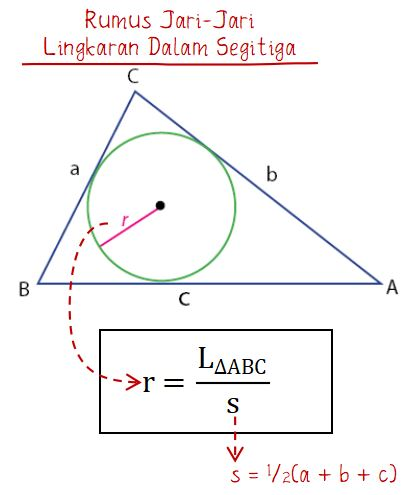 Rumus Jari-Jari
Lingkaran Dalam Segitiga
C
a
b
r
B
C
A
r = L∆ABC / s
s = ½(a + b + c)